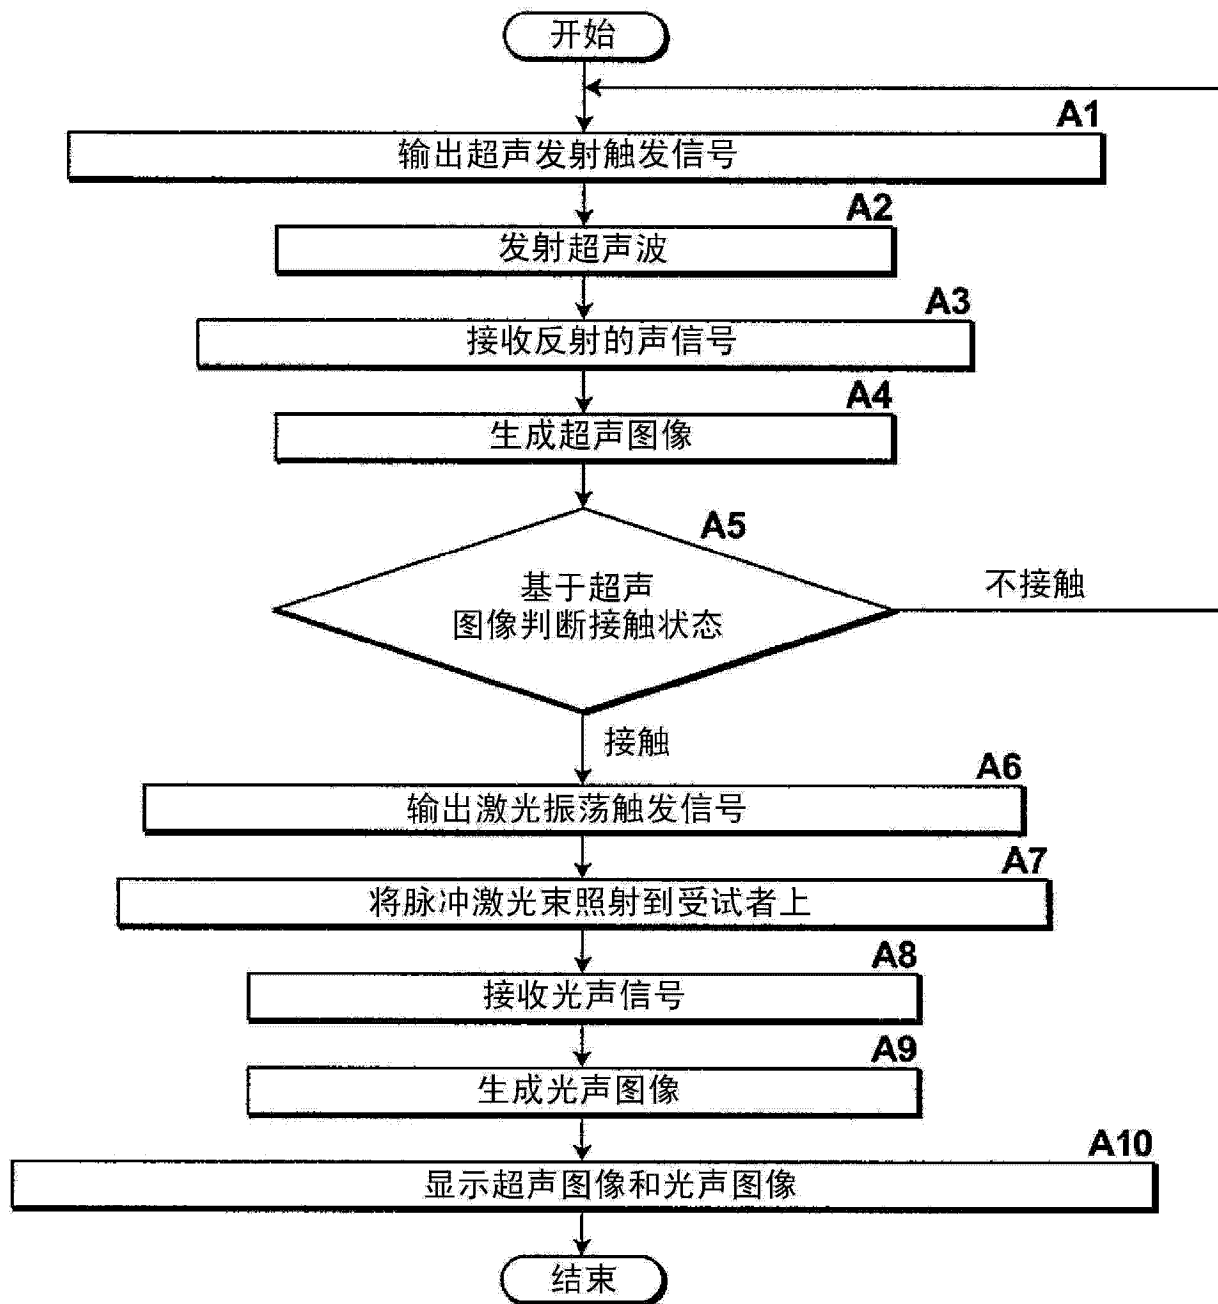 开始
A1
输出超声发射触发信号
A2
发射超声波
A3
接收反射的声信号
A4
生成超声图像
A5
基于超声
图像判断接触状态
不接触
接触
A6
输出激光振荡触发信号
A7
将脉冲激光束照射到受试者上
A8
接收光声信号
A9
生成光声图像
A10
显示超声图像和光声图像
结束